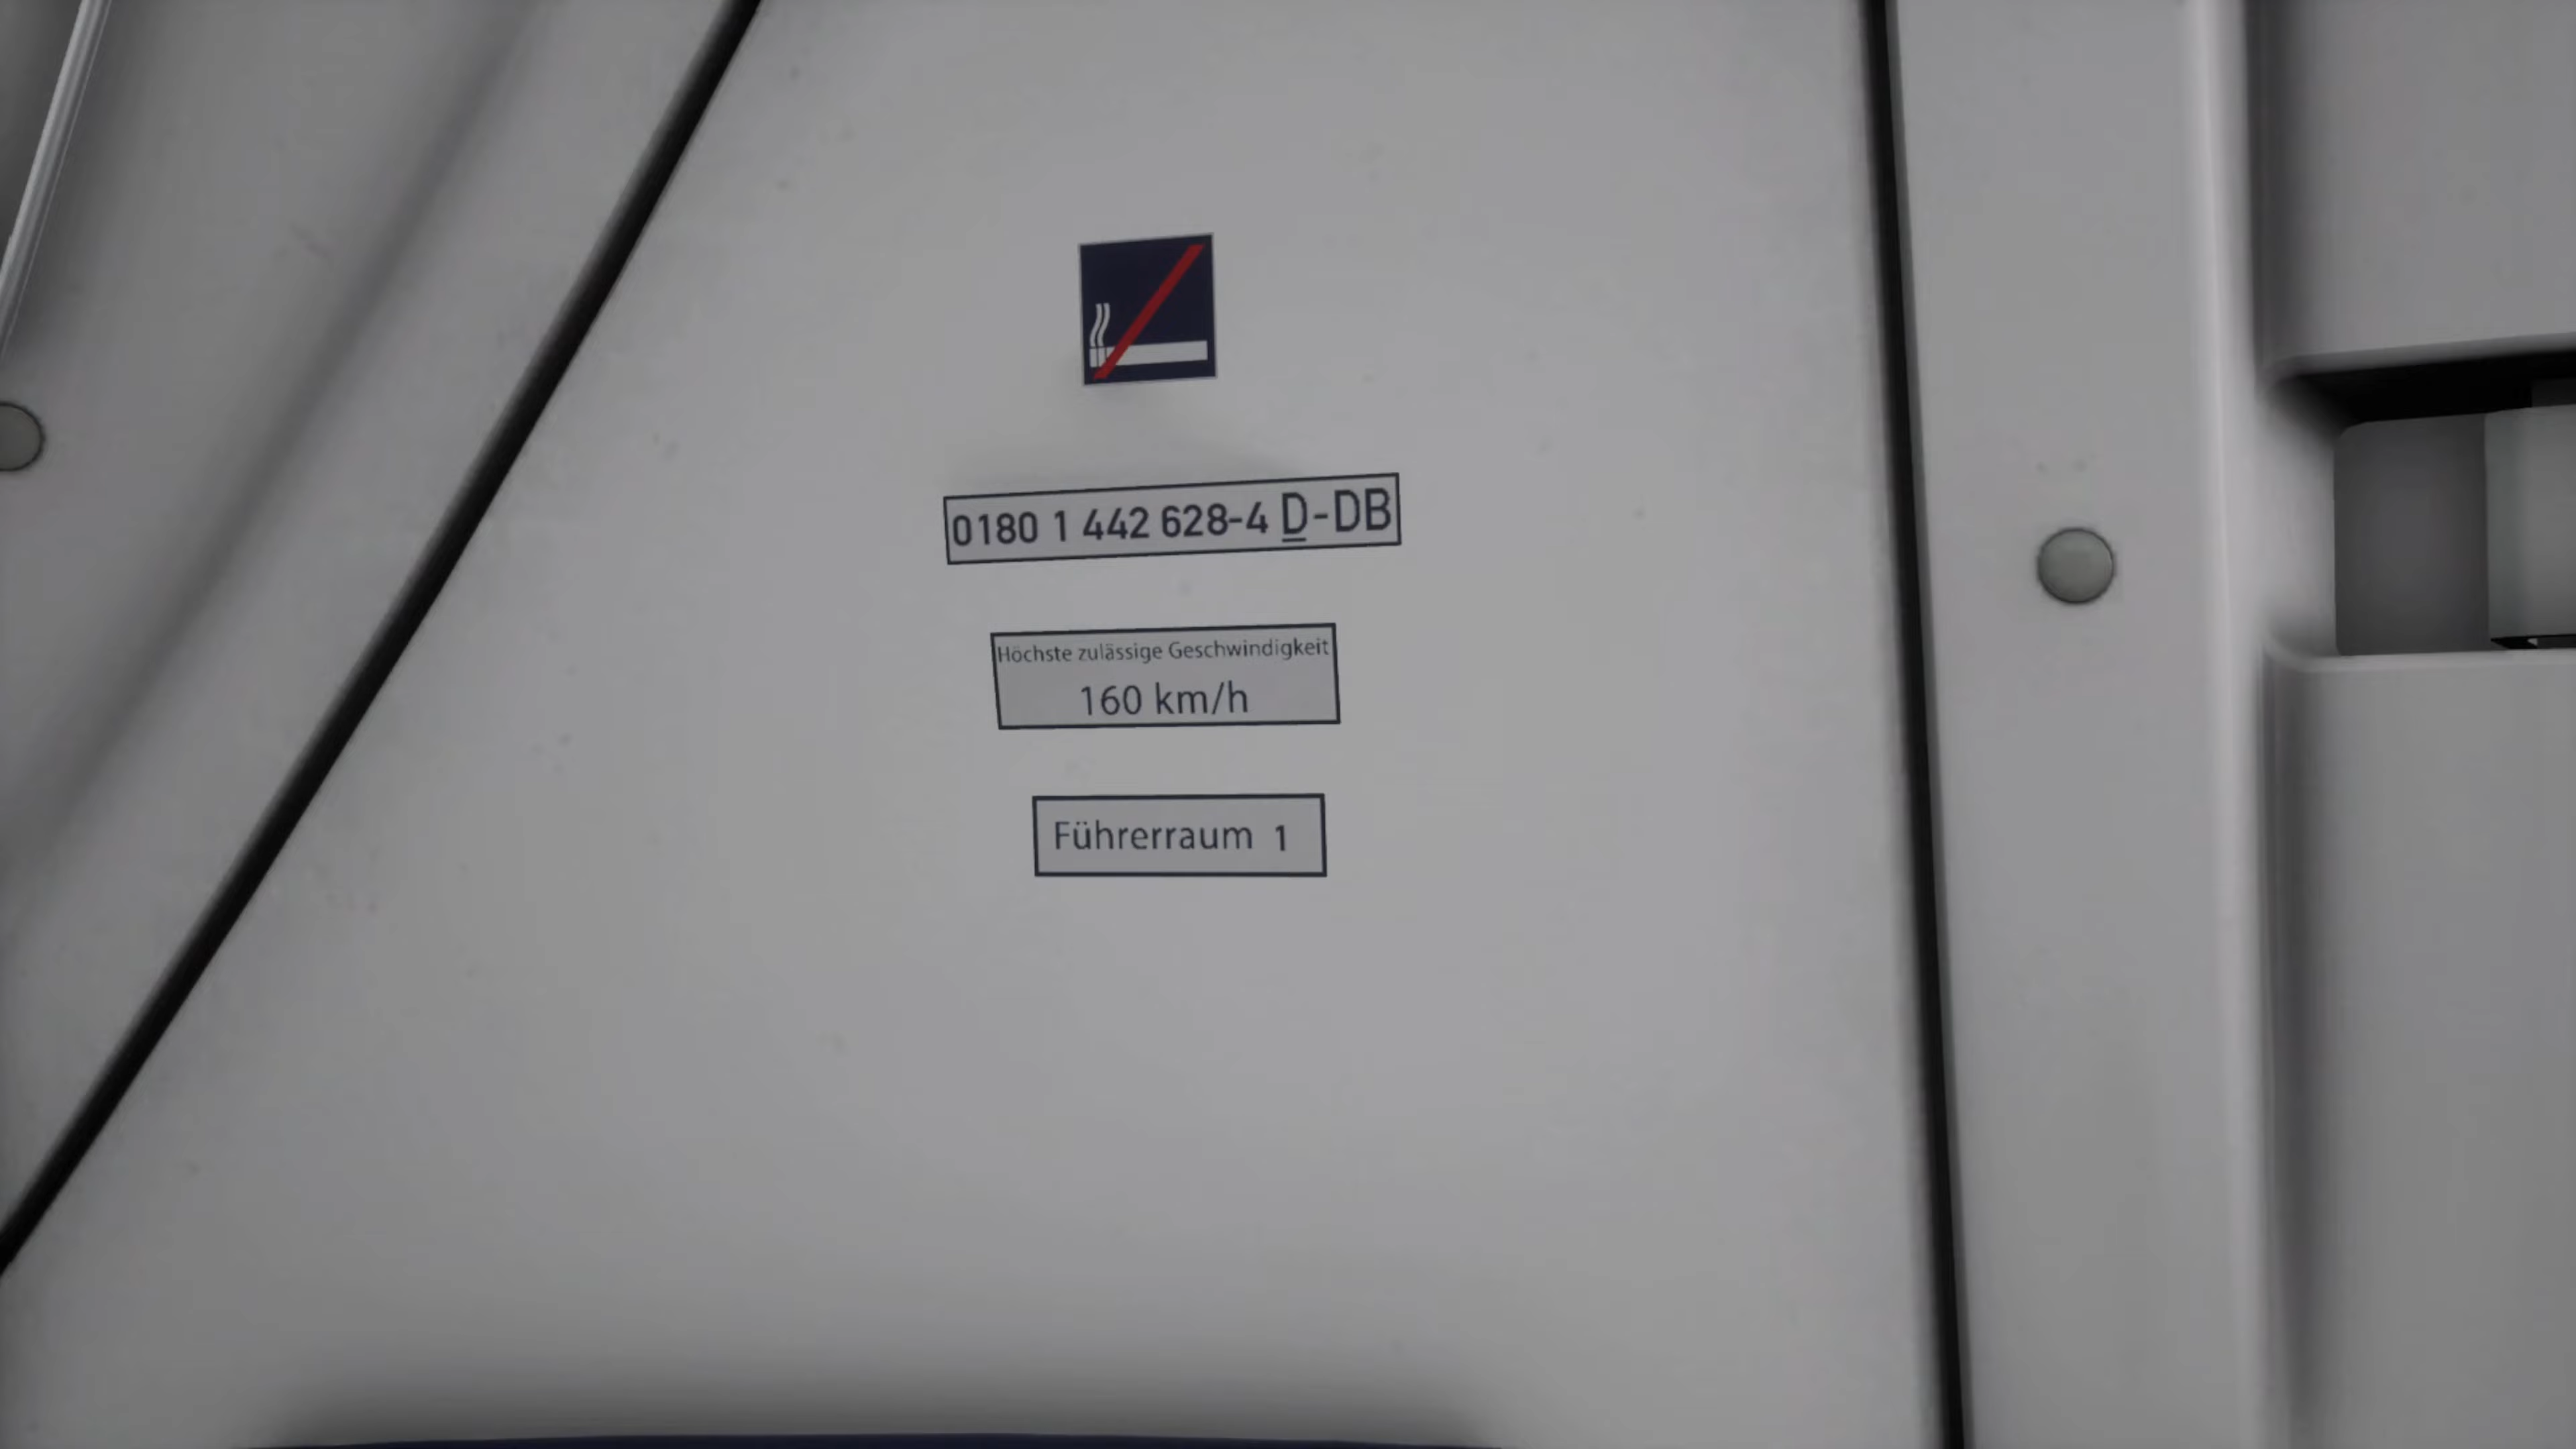 0180 1 442 628-4 D-DB
Höchste zulässige Geschwindigkeit
160 km/h
Führerraum 1